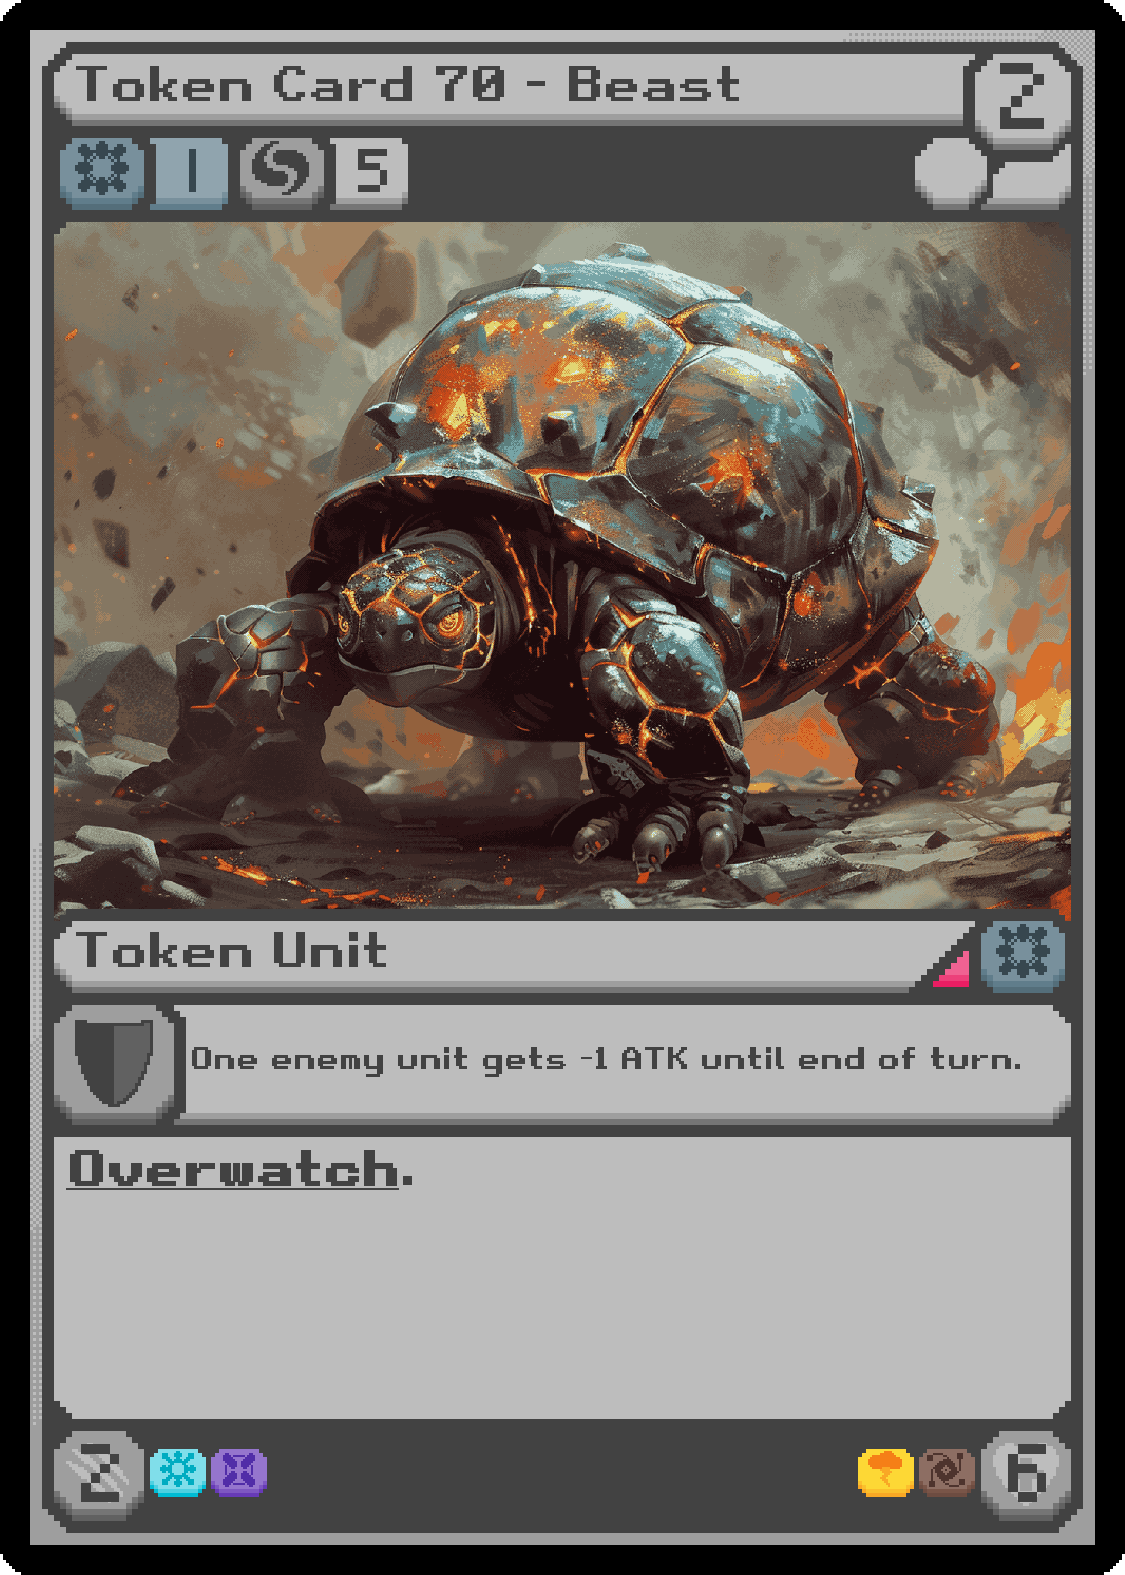 Token Card 70 - Beast
2
1 5
Token Unit
One enemy unit gets -1 ATK until end of turn.
Overwatch.
2 6